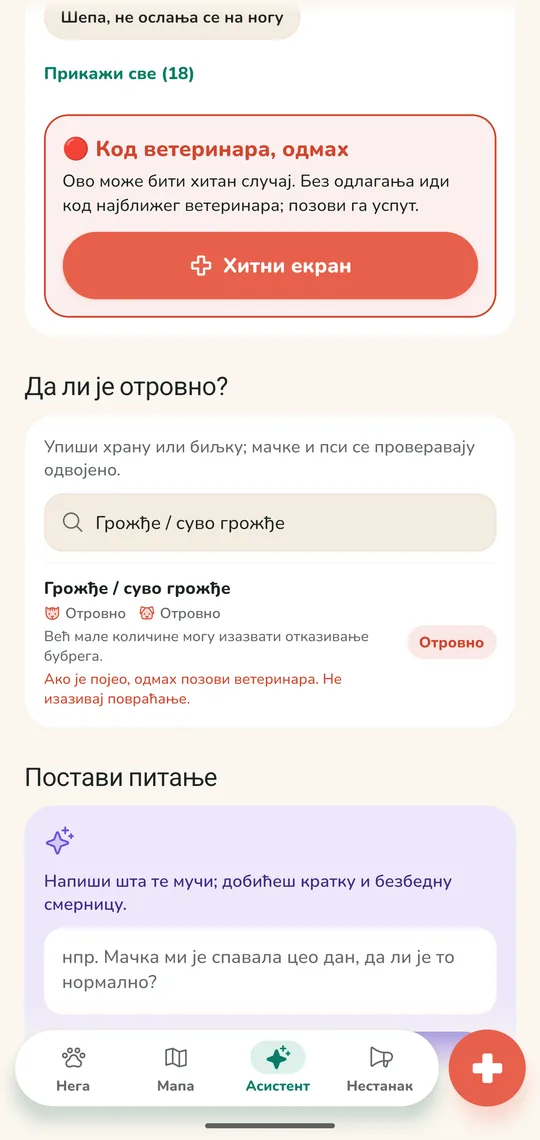 Шепа, не ослања се на ногу
Прикажи све (18)
Код ветеринара, одмах
Ово може бити хитан случај. Без одлагања иди
код најближег ветеринара; позови га успут.
Хитни екран
Да ли је отровно?
Упиши храну или биљку; мачке и пси се проверавају
одвојено.
Грожђе / суво грожђе
Грожђе / суво грожђе
Отровно Отровно
Већ мале количине могу изазвати отказивање
бубрега.
Отровно
Ако је појео, одмах позови ветеринара. Не
изазивај повраћање.
Постави питање
Напиши шта те мучи; добићеш кратку и безбедну
смерницу.
нпр. Мачка ми је спавала цео дан, да ли је то
нормално?
Нега Мапа Асистент Нестанак